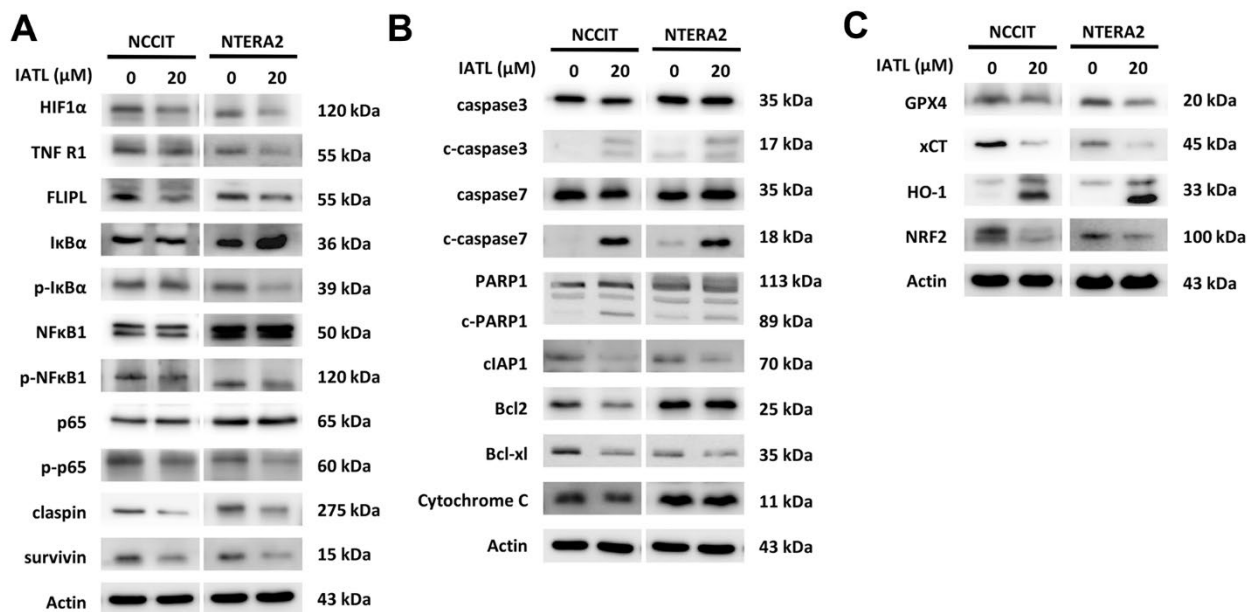 A
NCCIT NTERA2
IATL (μM) 0 20 0 20
HIF1α 120 kDa
TNF R1 55 kDa
FLIPL 55 kDa
IκBα 36 kDa
p-IκBα 39 kDa
NFκB1 50 kDa
p-NFκB1 120 kDa
p65 65 kDa
p-p65 60 kDa
claspin 275 kDa
survivin 15 kDa
Actin 43 kDa
B
NCCIT NTERA2
IATL (μM) 0 20 0 20
caspase3 35 kDa
c-caspase3 17 kDa
caspase7 35 kDa
c-caspase7 18 kDa
PARP1 113 kDa
c-PARP1 89 kDa
cIAP1 70 kDa
Bcl2 25 kDa
Bcl-xl 35 kDa
Cytochrome C 11 kDa
Actin 43 kDa
C
NCCIT NTERA2
IATL (μM) 0 20 0 20
GPX4 20 kDa
xCT 45 kDa
HO-1 33 kDa
NRF2 100 kDa
Actin 43 kDa